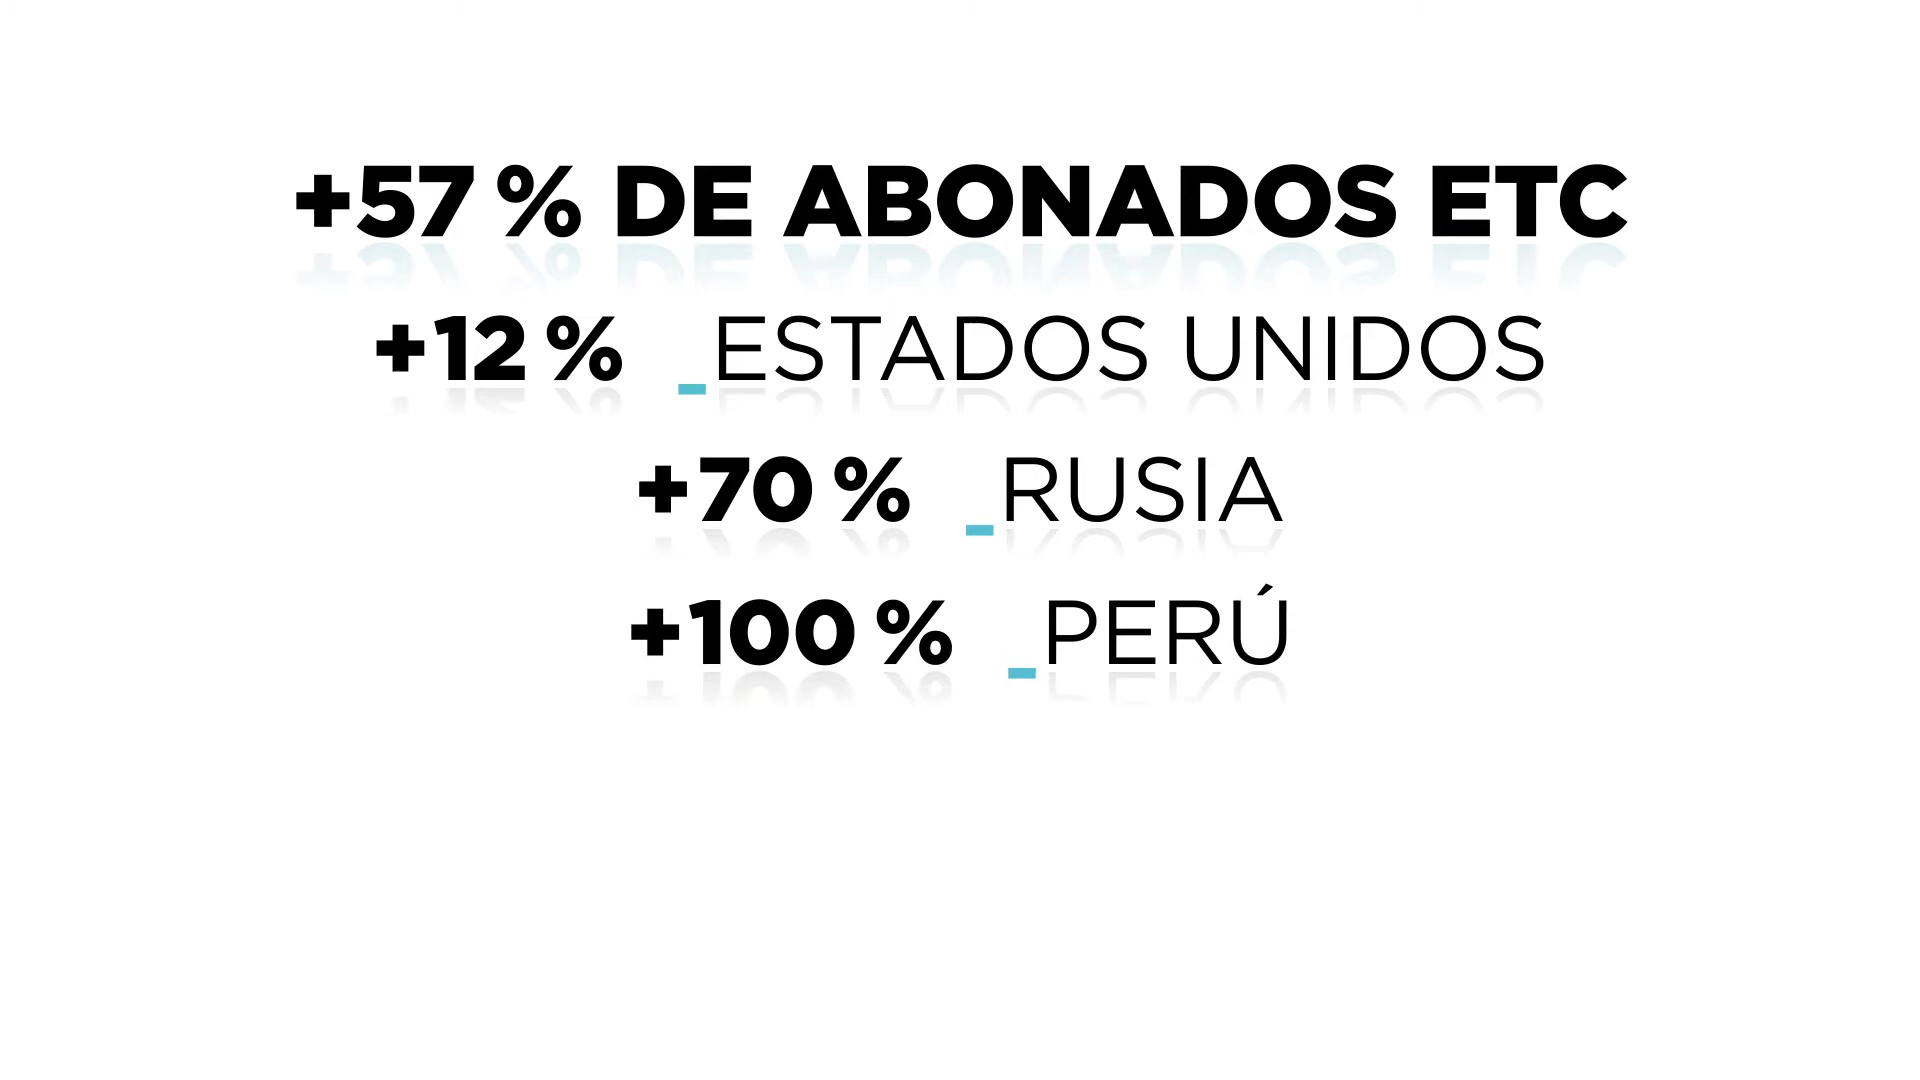 +57 % DE ABONADOS ETC
+12 % _ESTADOS UNIDOS
+70 % _RUSIA
+100 % _PERÚ